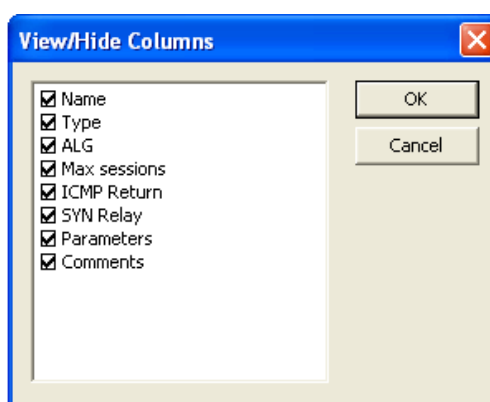 View/Hide Columns
Name
Type
ALG
Max sessions
ICMP Return
SYN Relay
Parameters
Comments
OK
Cancel